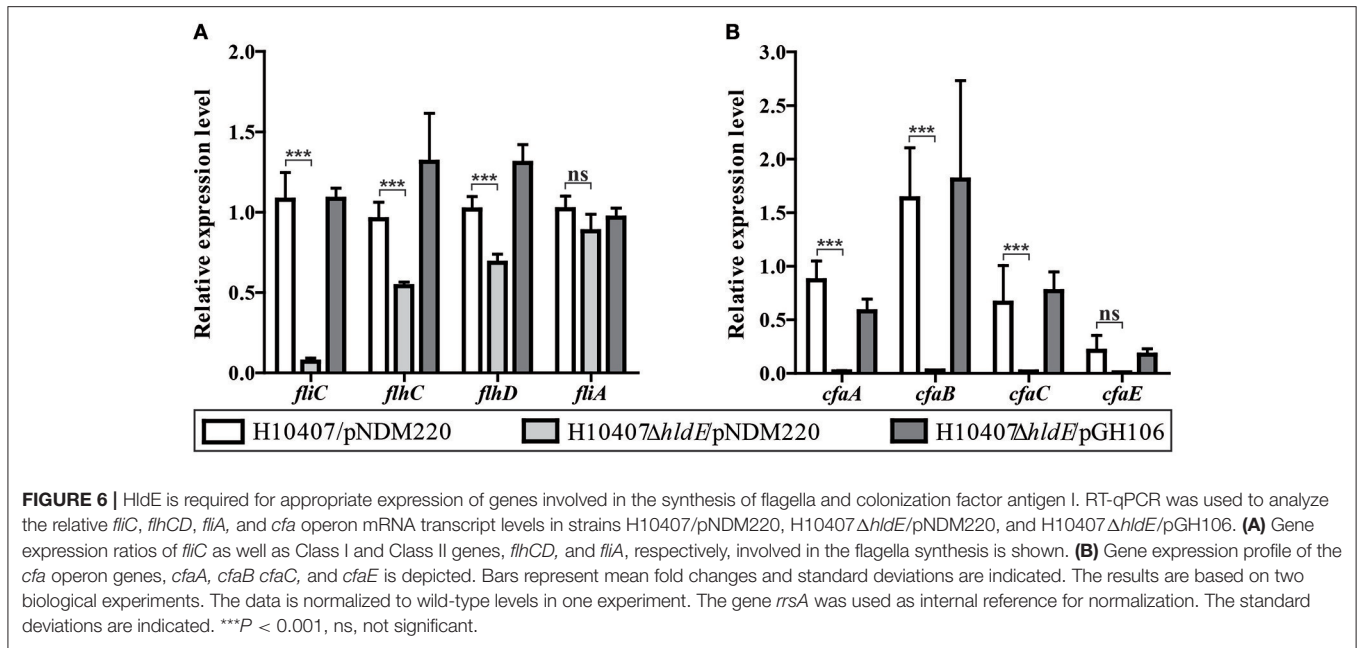 A
Relative expression level
2.0
1.5
1.0
0.5
0.0
***
***
***
ns
fliC flhC flhD fliA
B
Relative expression level
3.0
2.5
2.0
1.5
1.0
0.5
0.0
***
***
***
ns
cfaA cfaB cfaC cfaE
H10407/pNDM220 H10407ΔhldE/pNDM220 H10407ΔhldE/pGH106
FIGURE 6 | HldE is required for appropriate expression of genes involved in the synthesis of flagella and colonization factor antigen I. RT-qPCR was used to analyze
the relative fliC, flhCD, fliA, and cfa operon mRNA transcript levels in strains H10407/pNDM220, H10407ΔhldE/pNDM220, and H10407ΔhldE/pGH106. (A) Gene
expression ratios of fliC as well as Class I and Class II genes, flhCD, and fliA, respectively, involved in the flagella synthesis is shown. (B) Gene expression profile of the
cfa operon genes, cfaA, cfaB cfaC, and cfaE is depicted. Bars represent mean fold changes and standard deviations are indicated. The results are based on two
biological experiments. The data is normalized to wild-type levels in one experiment. The gene rrsA was used as internal reference for normalization. The standard
deviations are indicated. ***P < 0.001, ns, not significant.